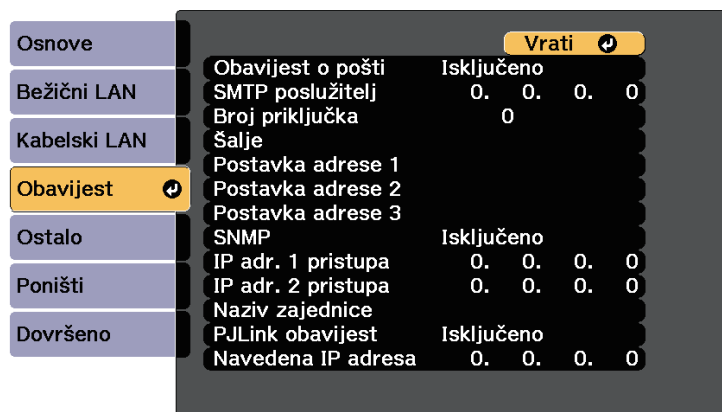 Osnove
Bežični LAN
Kabelski LAN
Obavijest
Ostalo
Poništi
Dovršeno
Vrati
Obavijest o pošti Isključeno
SMTP poslužitelj 0. 0. 0. 0
Broj priključka 0
Šalje
Postavka adrese 1
Postavka adrese 2
Postavka adrese 3
SNMP Isključeno
IP adr. 1 pristupa 0. 0. 0. 0
IP adr. 2 pristupa 0. 0. 0. 0
Naziv zajednice
PJLink obavijest Isključeno
Navedena IP adresa 0. 0. 0. 0